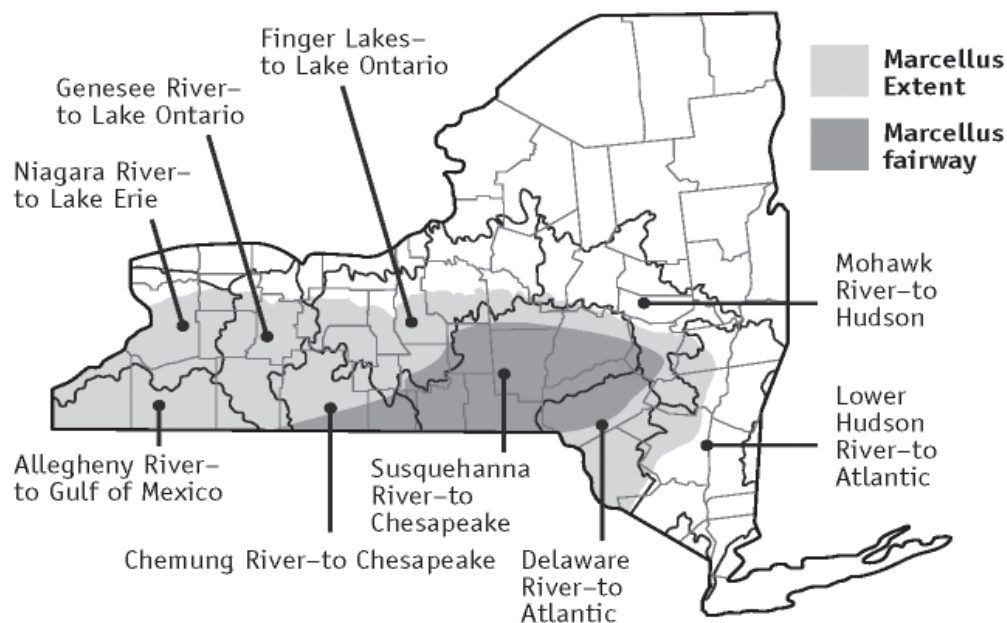 Finger Lakes–
to Lake Ontario
Genesee River–
to Lake Ontario
Niagara River–
to Lake Erie
Marcellus
Extent
Marcellus
fairway
Mohawk
River–to
Hudson
Lower
Hudson
River–to
Atlantic
Allegheny River–
to Gulf of Mexico
Susquehanna
River–to
Chesapeake
Chemung River–to Chesapeake
Delaware
River–to
Atlantic